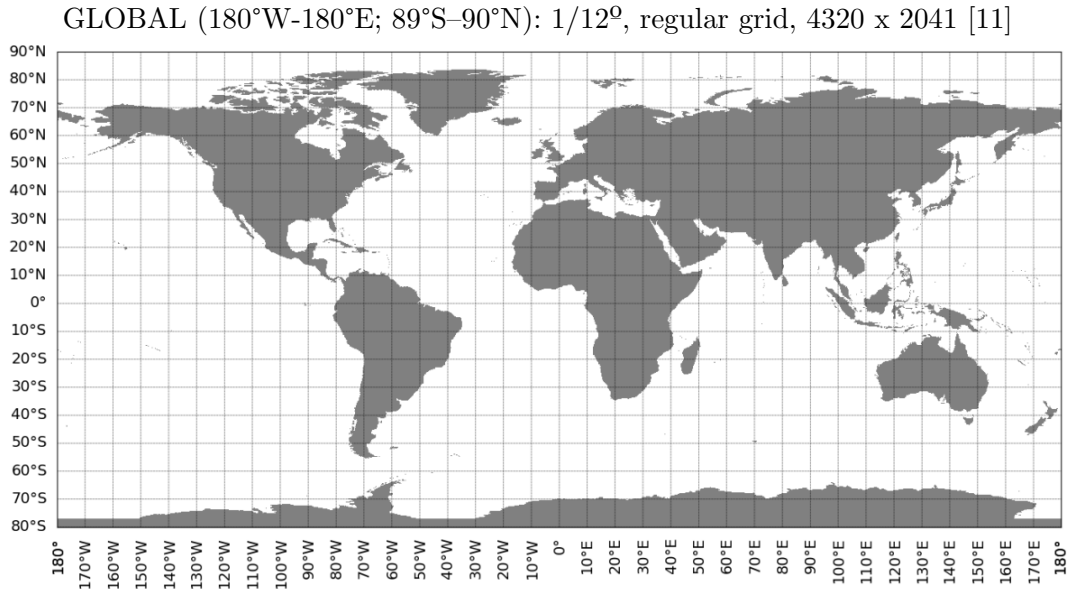 GLOBAL (180°W-180°E; 89°S–90°N): 1/12º, regular grid, 4320 x 2041 [11]
90°N
80°N
70°N
60°N
50°N
40°N
30°N
20°N
10°N
0°
10°S
20°S
30°S
40°S
50°S
60°S
70°S
80°S
180°
170°W
160°W
150°W
140°W
130°W
120°W
110°W
100°W
90°W
80°W
70°W
60°W
50°W
40°W
30°W
20°W
10°W
0°
10°E
20°E
30°E
40°E
50°E
60°E
70°E
80°E
90°E
100°E
110°E
120°E
130°E
140°E
150°E
160°E
170°E
180°